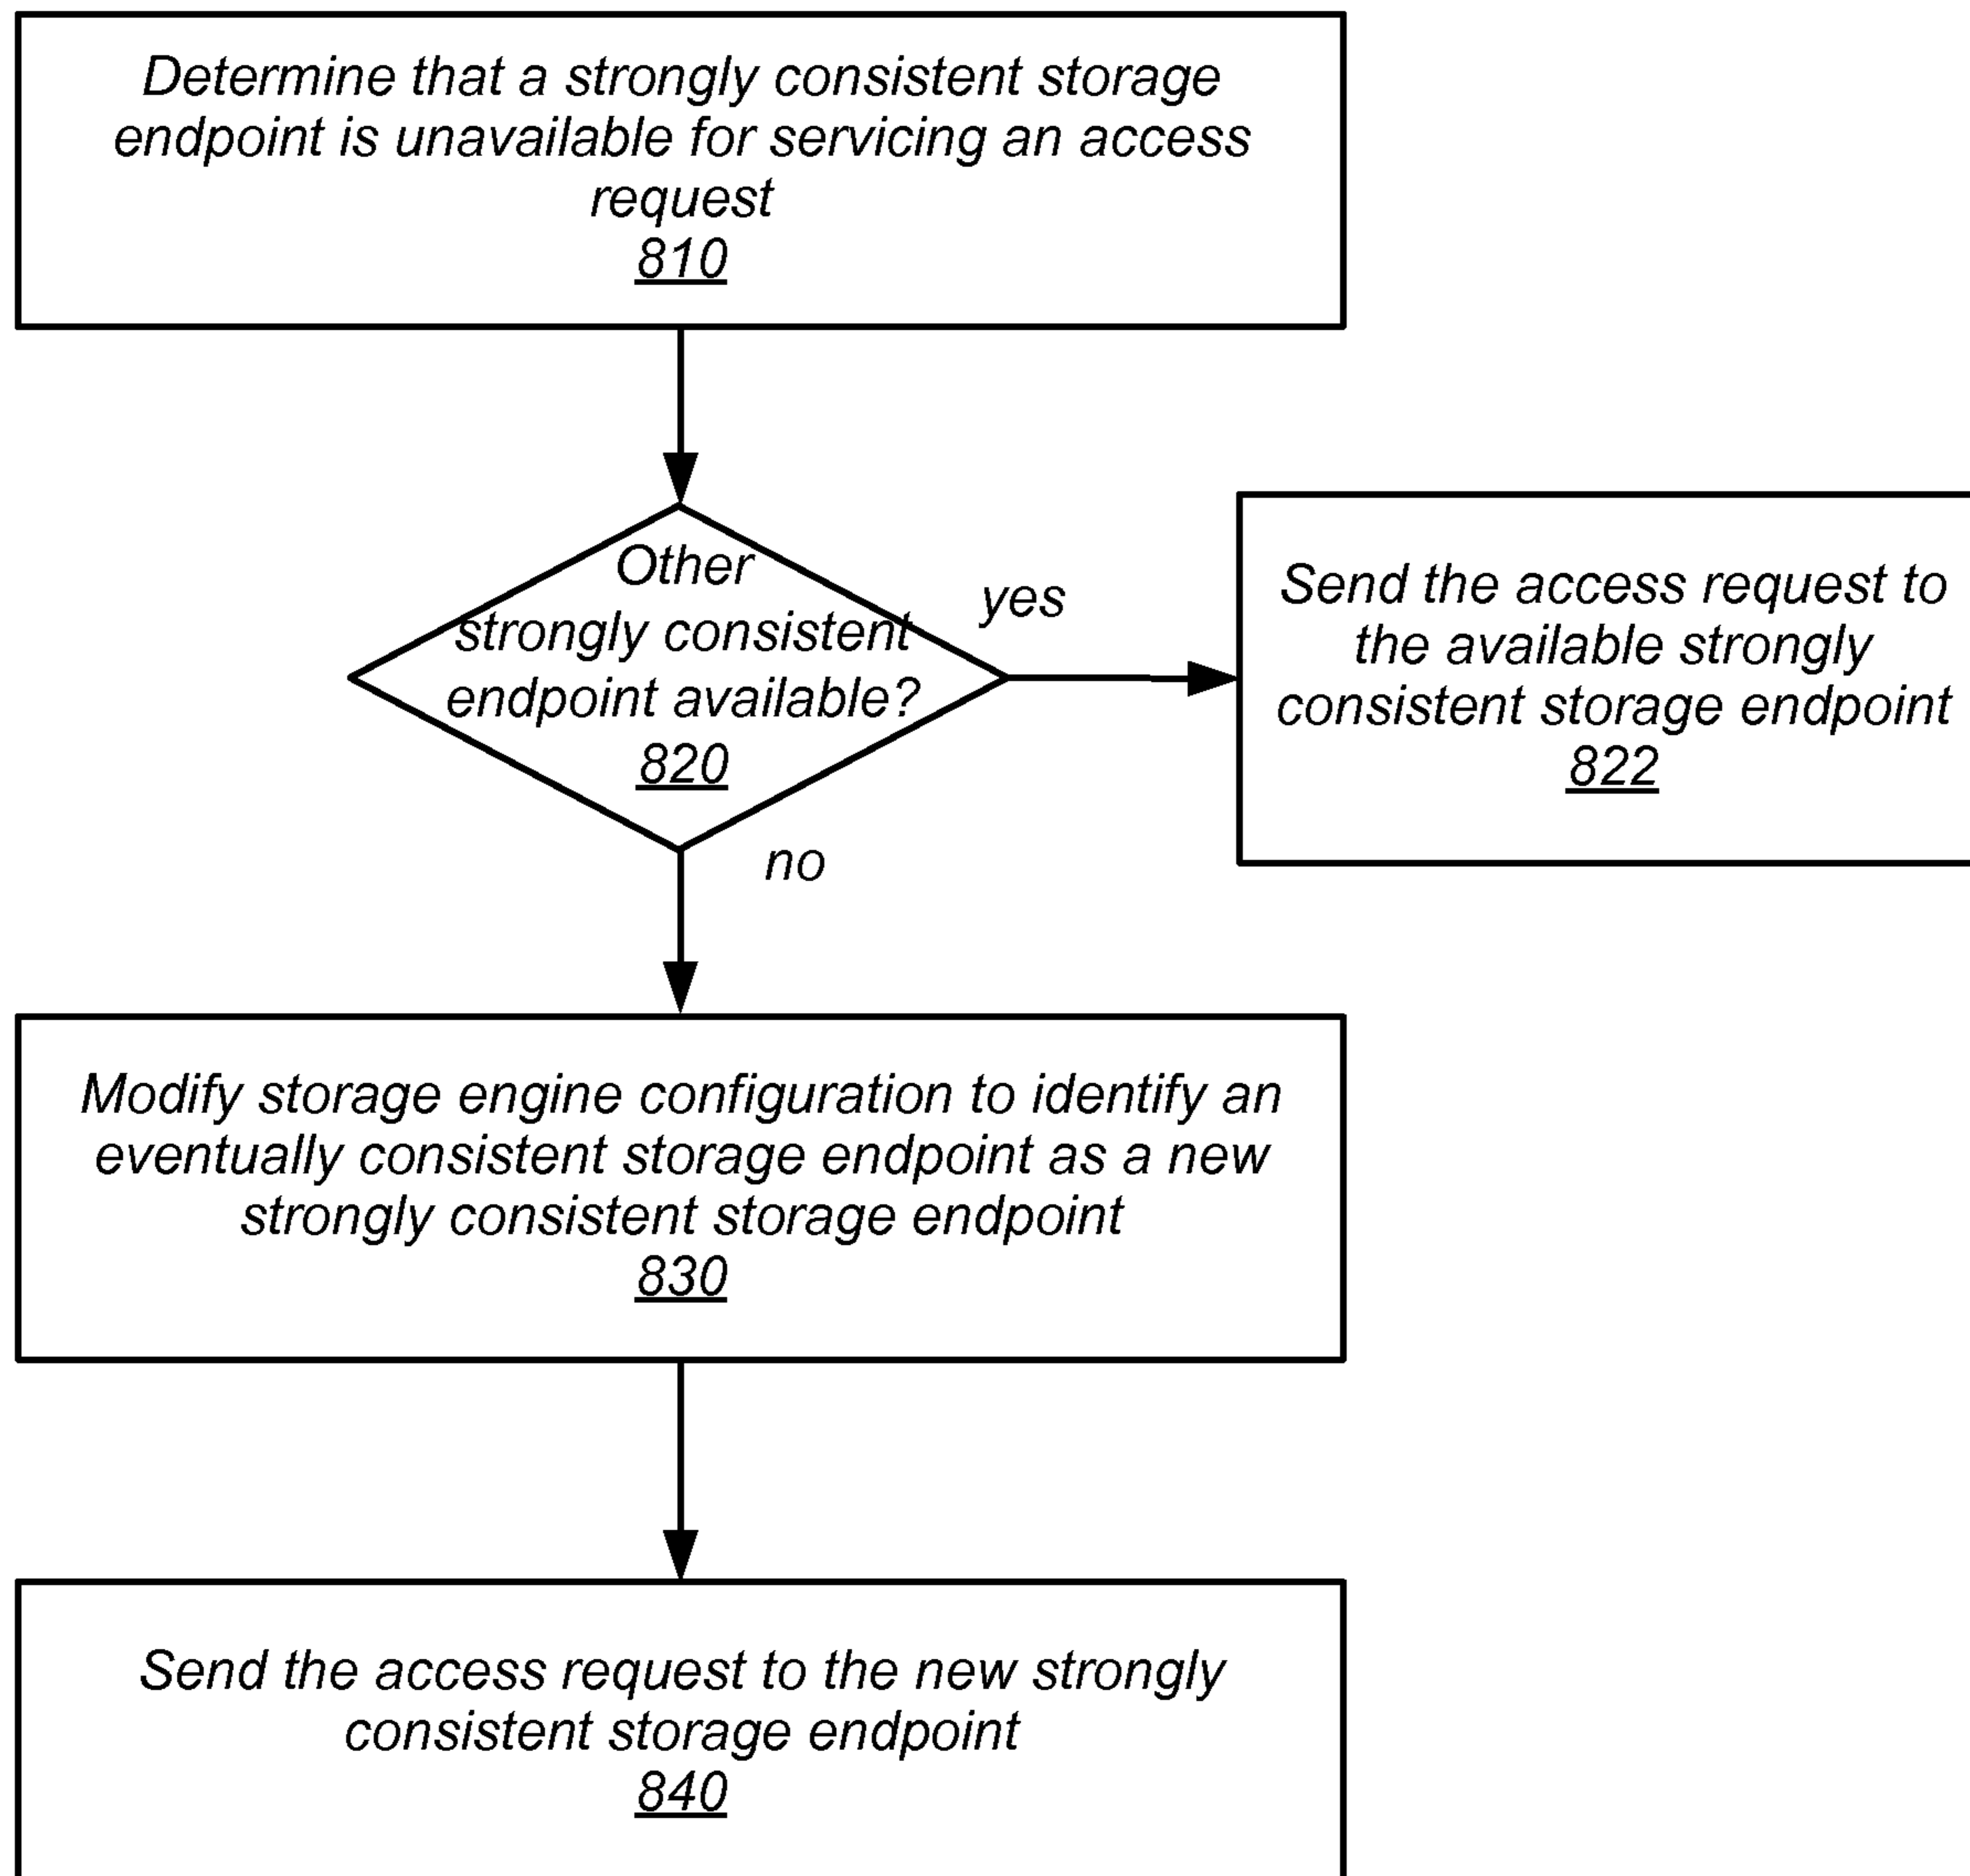 Determine that a strongly consistent storage
endpoint is unavailable for servicing an access
request
810
Other
strongly consistent
endpoint available?
820
yes
Send the access request to
the available strongly
consistent storage endpoint
822
no
Modify storage engine configuration to identify an
eventually consistent storage endpoint as a new
strongly consistent storage endpoint
830
Send the access request to the new strongly
consistent storage endpoint
840